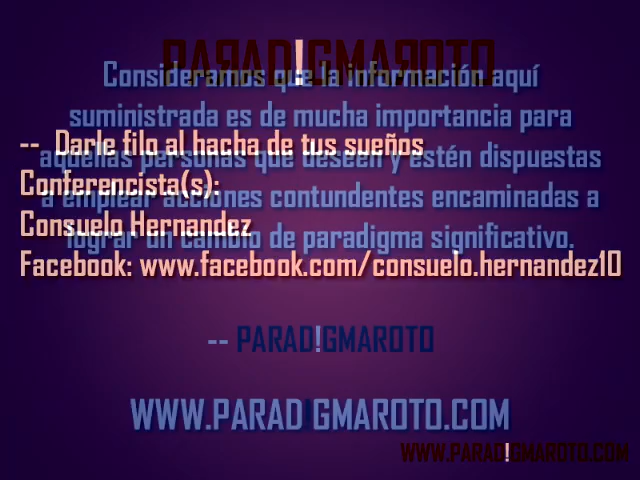 PARAD!GMAROTO
Consideramos que la información aquí
suministrada es de mucha importancia para
-- Darle filo al hacha de tus sueños
aquellas personas que deseen y estén dispuestas
Conferencista(s):
a emplear acciones contundentes encaminadas a
Consuelo Hernandez
lograr un cambio de paradigma significativo.
Facebook: www.facebook.com/consuelo.hernandez10
-- PARAD!GMAROTO
WWW.PARAD!GMAROTO.COM
WWW.PARAD!GMAROTO.COM